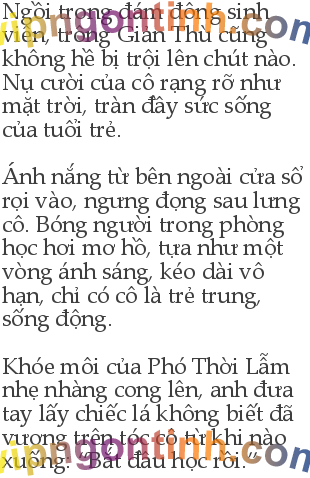 Ngồi trong đám đông sinh
viên, trông Giản Thù cũng
không hề bị trội lên chút nào.
Nụ cười của cô rạng rỡ như
mặt trời, tràn đầy sức sống
của tuổi trẻ.
Ánh nắng từ bên ngoài cửa sổ
rọi vào, ngưng đọng sau lưng
cô. Bóng người trong phòng
học hơi mơ hồ, tựa như một
vòng ánh sáng, kéo dài vô
hạn, chỉ có cô là trẻ trung,
sống động.
Khóe môi của Phó Thời Lẫm
nhẹ nhàng cong lên, anh đưa
tay lấy chiếc lá không biết đã
vương trên tóc cô từ khi nào
xuống: “Bắt đầu học rồi.”
vipngontinh.com
vipngontinh.com